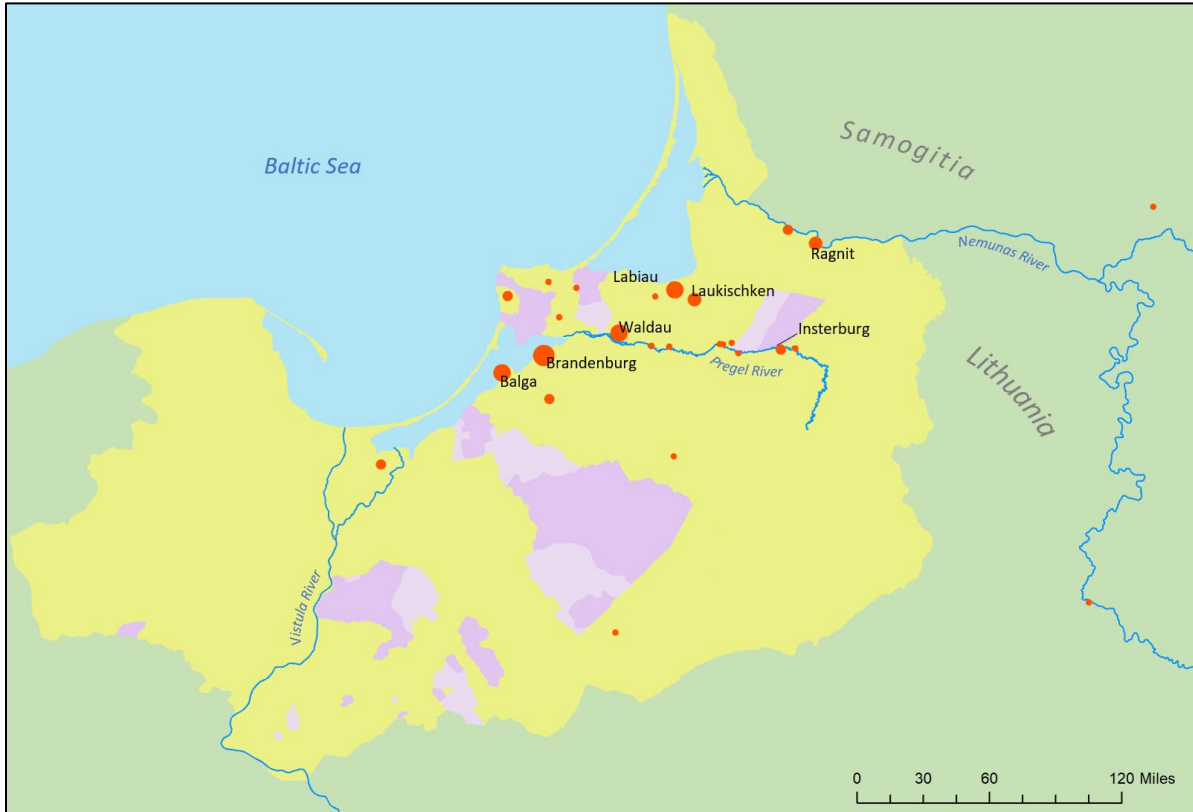 Baltic Sea
Samogitia
Nemunas River
Ragnit
Labiau
Laukischken
Waldau
Insterburg
Brandenburg
Pregel River
Balga
Lithuania
Vistula River
0 30 60 120 Miles